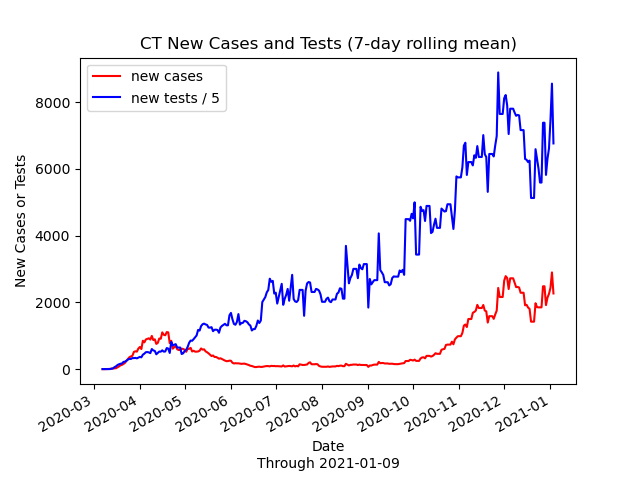 CT New Cases and Tests (7-day rolling mean)
new cases
new tests / 5
New Cases or Tests
8000
6000
4000
2000
0
2020-03
2020-04
2020-05
2020-06
2020-07
2020-08
2020-09
2020-10
2020-11
2020-12
2021-01
Date
Through 2021-01-09